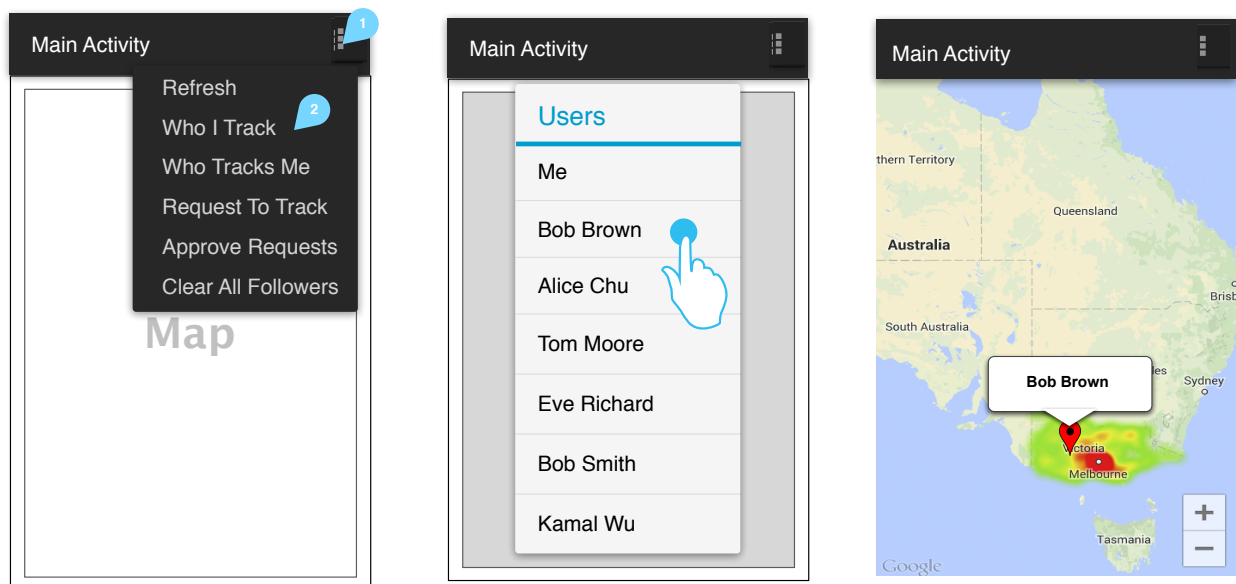 Main Activity
1
Refresh
2
Who I Track
Who Tracks Me
Request To Track
Approve Requests
Clear All Followers
Map
Main Activity
Users
Me
Bob Brown
Alice Chu
Tom Moore
Eve Richard
Bob Smith
Kamal Wu
Main Activity
thern Territory
Queensland
Australia
Brisb
South Australia
les
Bob Brown
Sydney
ictoria
Melbourne
+
Tasmania
−
Google